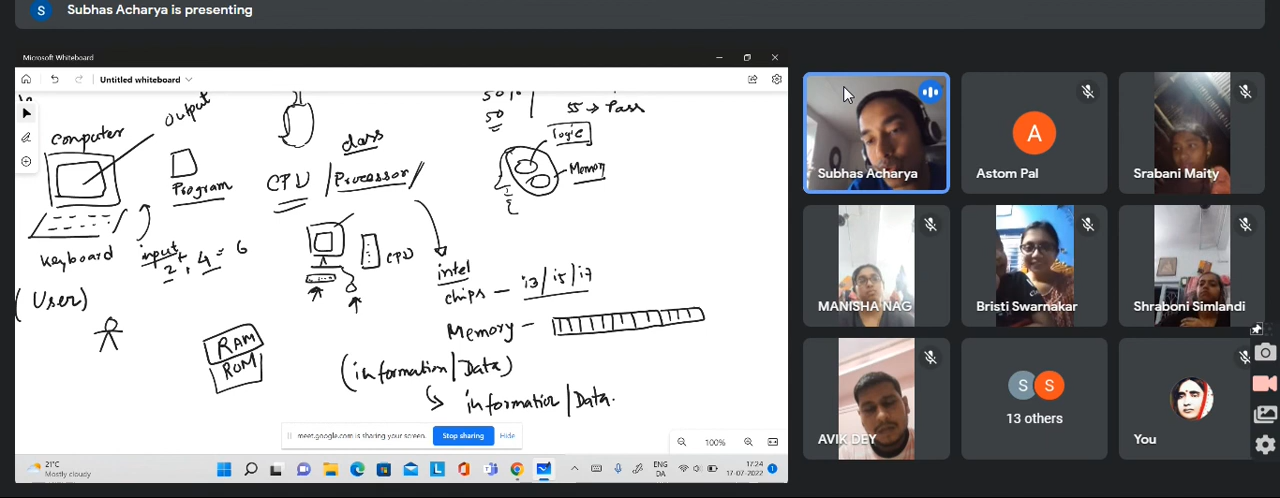 S Subhas Acharya is presenting
Microsoft Whiteboard
Untitled whiteboard
output
50%
50
55 → Pass
computer
class
logic
Memory
Program
CPU / Processor /
keyboard
input
2 + 4 = 6
CPU
(User)
intel
chips - i3/i5/i7
Memory -
RAM
ROM
(information/Data)
information/Data.
meet.google.com is sharing your screen.
Stop sharing
Hide
100%
21°C
Mostly cloudy
L
ENG
DA
17:24
17-07-2022
1
Subhas Acharya
A
Astom Pal
Srabani Maity
MANISHA NAG
Bristi Swarnakar
Shraboni Simlandi
AVIK DEY
S S
13 others
You